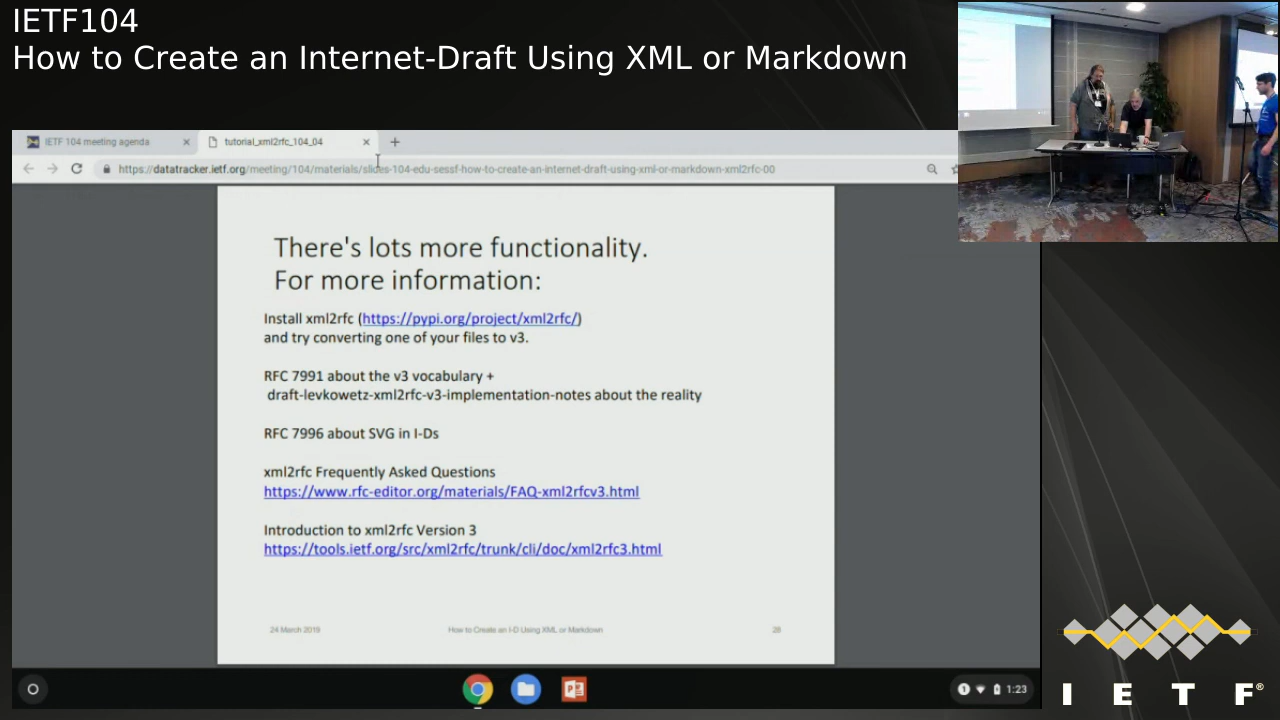 IETF104
How to Create an Internet-Draft Using XML or Markdown
IETF 104 meeting agenda
tutorial_xml2rfc_104_04
https://datatracker.ietf.org/meeting/104/materials/slides-104-edu-sessf-how-to-create-an-internet-draft-using-xml-or-markdown-xml2rfc-00
There's lots more functionality.
For more information:
Install xml2rfc (https://pypi.org/project/xml2rfc/)
and try converting one of your files to v3.
RFC 7991 about the v3 vocabulary +
draft-levkowetz-xml2rfc-v3-implementation-notes about the reality
RFC 7996 about SVG in I-Ds
xml2rfc Frequently Asked Questions
https://www.rfc-editor.org/materials/FAQ-xml2rfcv3.html
Introduction to xml2rfc Version 3
https://tools.ietf.org/src/xml2rfc/trunk/cli/doc/xml2rfc3.html
24 March 2019
How to Create an I-D Using XML or Markdown
28
1:23
I E T F®